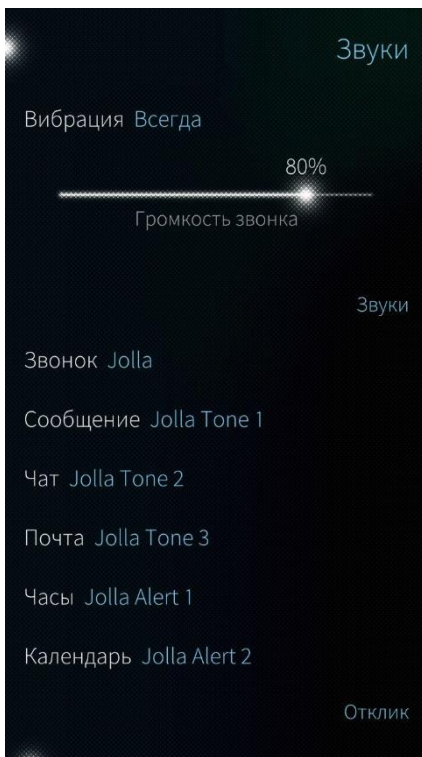 Звуки
Вибрация Всегда
80%
Громкость звонка
Звуки
Звонок Jolla
Сообщение Jolla Tone 1
Чат Jolla Tone 2
Почта Jolla Tone 3
Часы Jolla Alert 1
Календарь Jolla Alert 2
Отклик